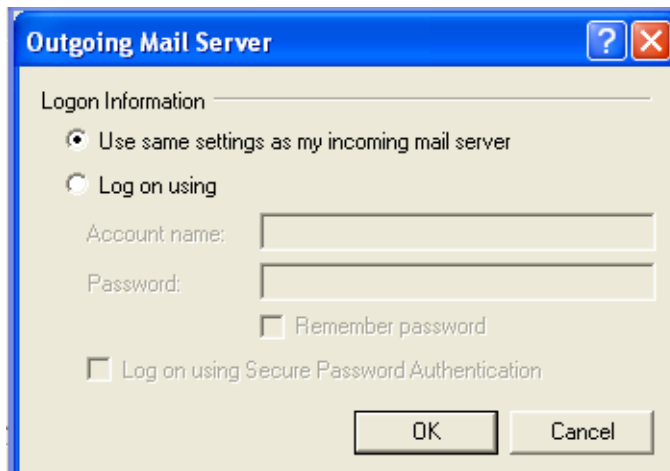 Outgoing Mail Server
Logon Information
Use same settings as my incoming mail server
Log on using
Account name:
Password:
Remember password
Log on using Secure Password Authentication
OK Cancel